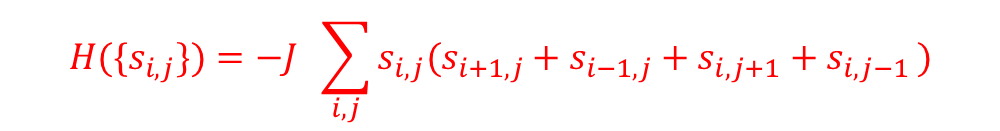 H({s_{i,j}}) = −J ∑_{i,j} s_{i,j}(s_{i+1,j} + s_{i−1,j} + s_{i,j+1} + s_{i,j−1})